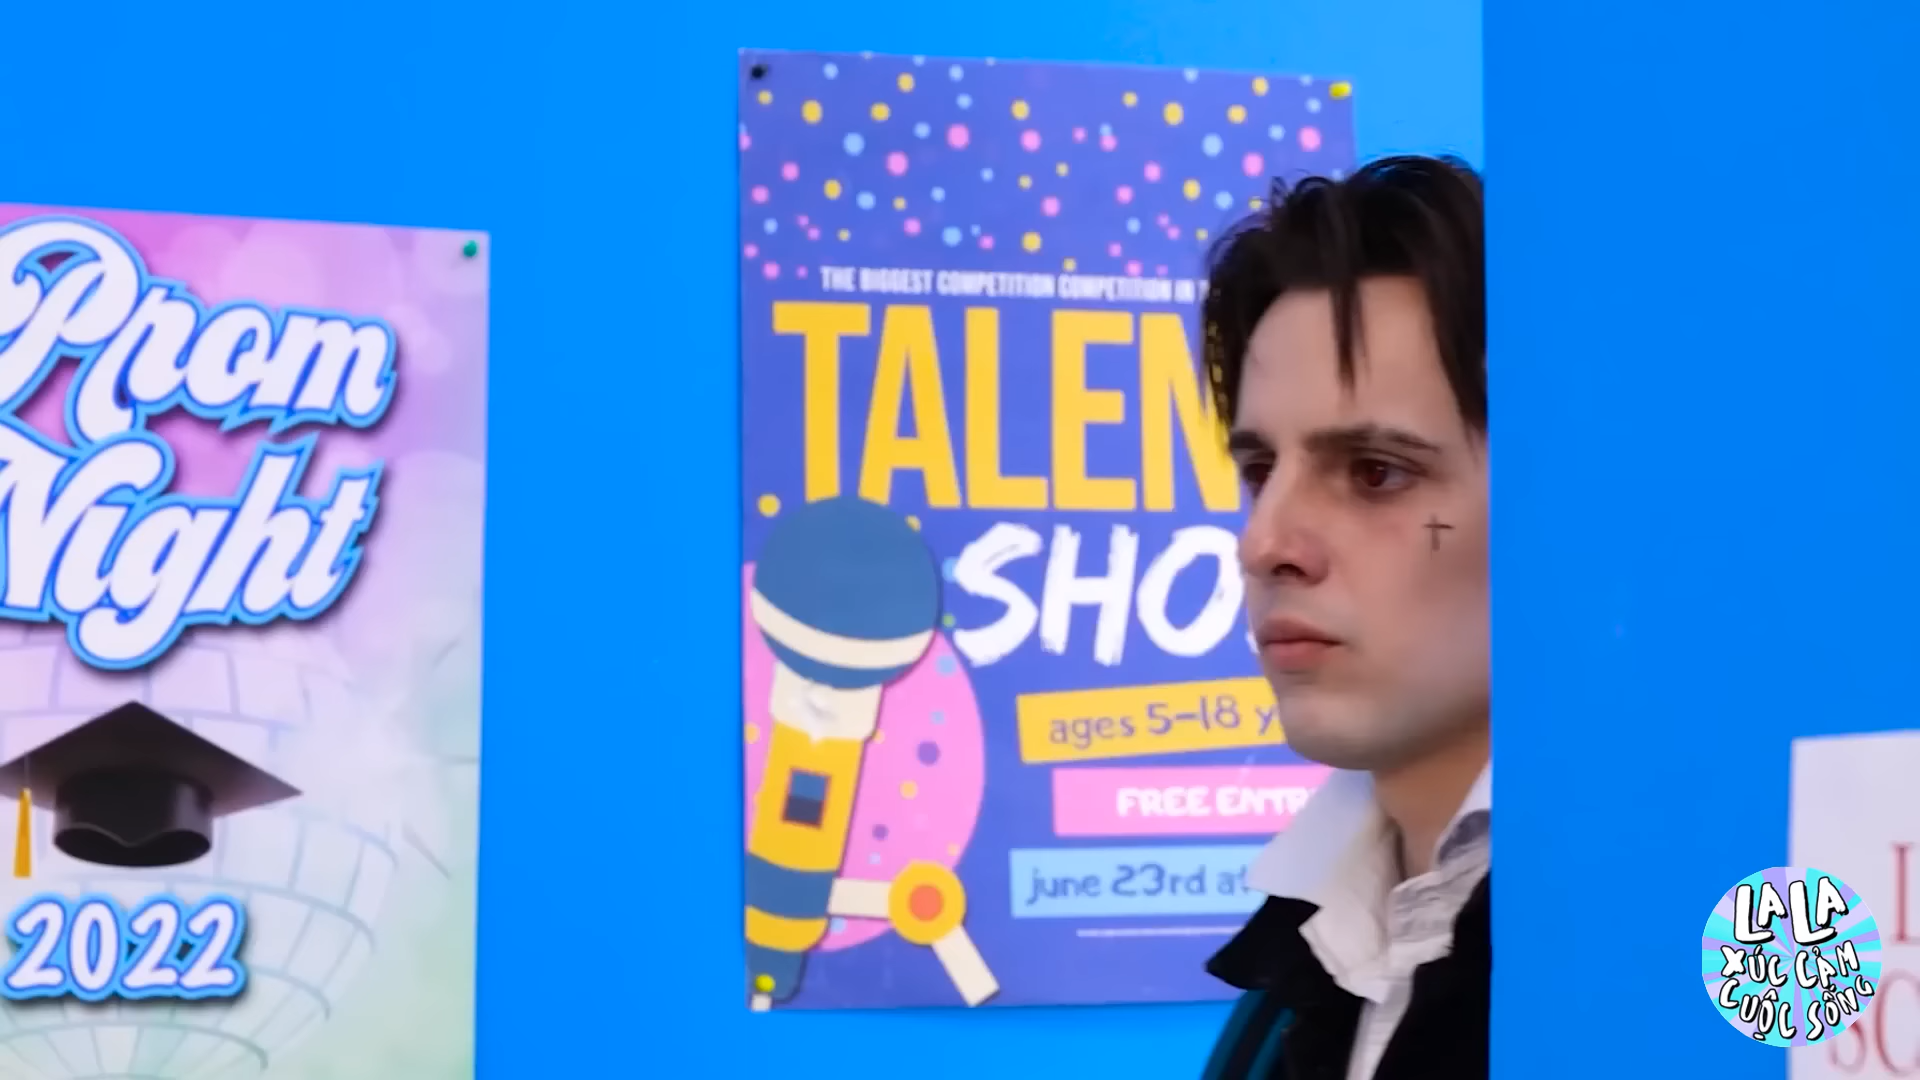 Prom
Night
2022
THE BIGGEST COMPETITION COMPETITION IN
TALEN
SHO
ages 5-18 y
FREE ENTR
june 23rd at
LA LA
XÚC CẢM
CUỘC SỐNG
L
SC